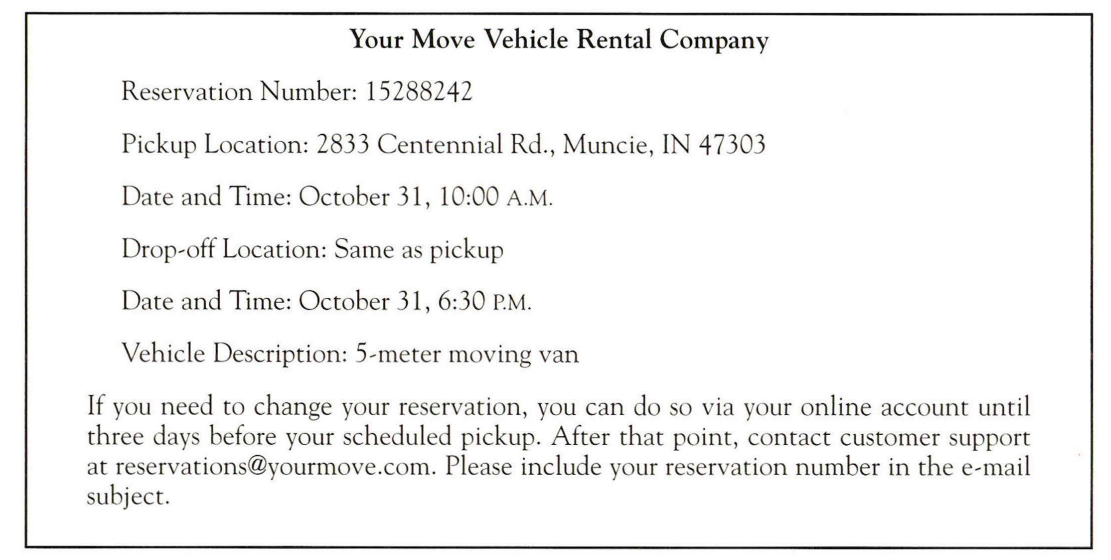 Your Move Vehicle Rental Company
Reservation Number: 15288242
Pickup Location: 2833 Centennial Rd., Muncie, IN 47303
Date and Time: October 31, 10:00 A.M.
Drop-off Location: Same as pickup
Date and Time: October 31, 6:30 P.M.
Vehicle Description: 5-meter moving van
If you need to change your reservation, you can do so via your online account until
three days before your scheduled pickup. After that point, contact customer support
at reservations@yourmove.com. Please include your reservation number in the e-mail
subject.